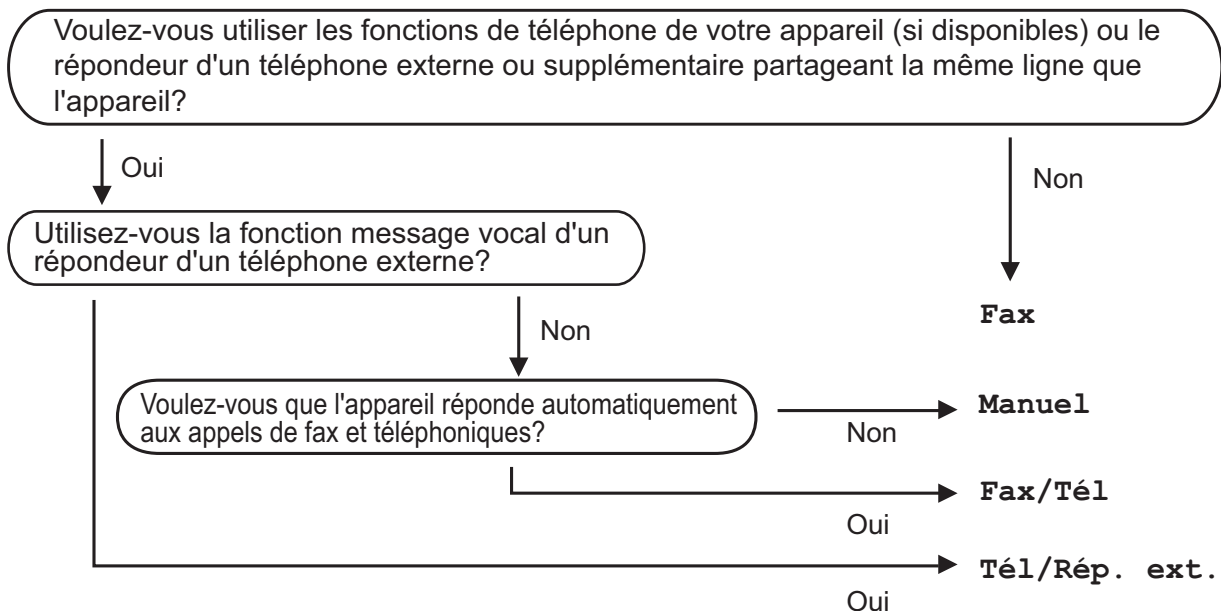 Voulez-vous utiliser les fonctions de téléphone de votre appareil (si disponibles) ou le
répondeur d'un téléphone externe ou supplémentaire partageant la même ligne que
l'appareil?
Oui
Non
Utilisez-vous la fonction message vocal d'un
répondeur d'un téléphone externe?
Non
Fax
Voulez-vous que l'appareil réponde automatiquement
aux appels de fax et téléphoniques?
Non
Manuel
Oui
Fax/Tél
Oui
Tél/Rép. ext.